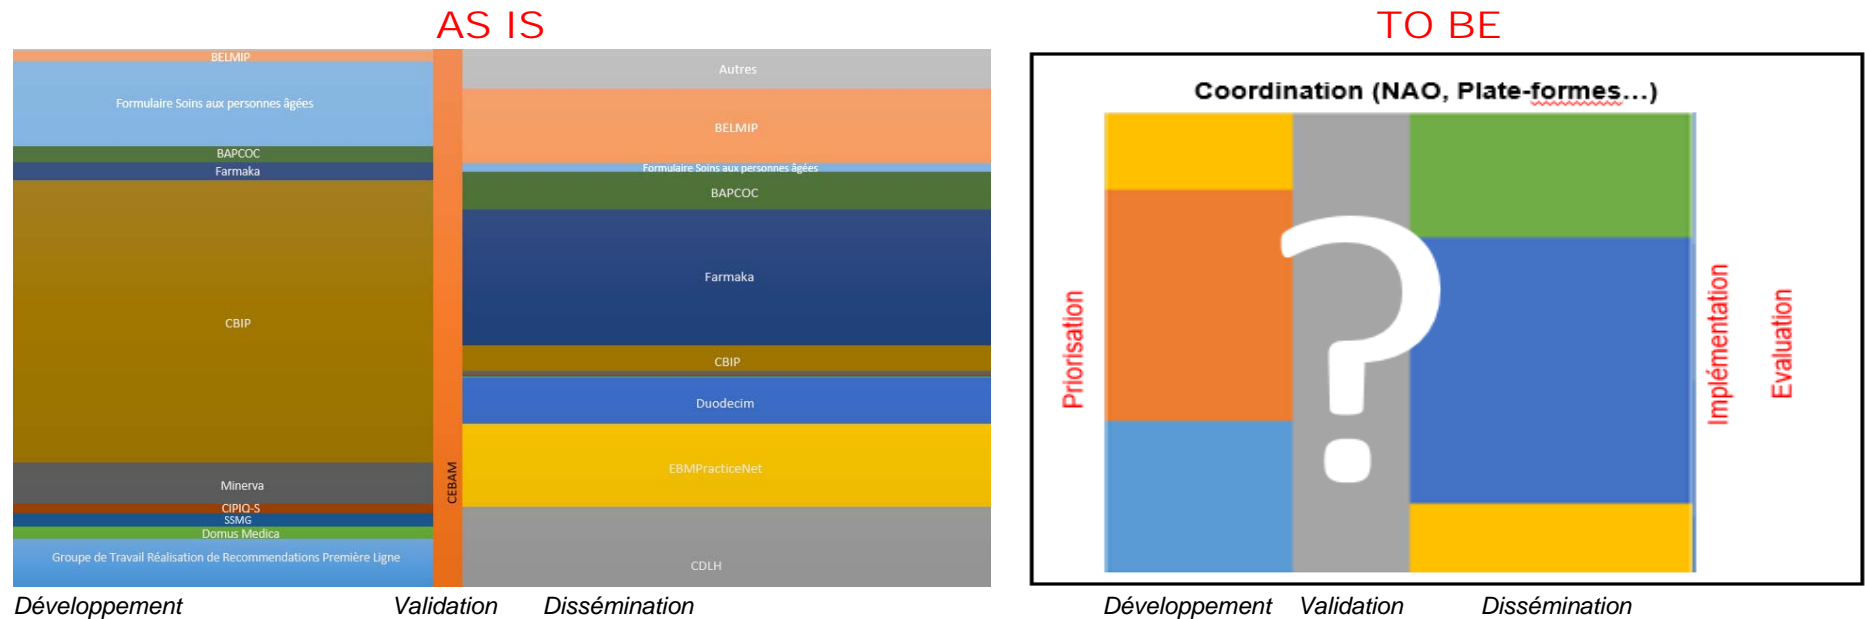 AS IS
BELMIP
Formulaire Soins aux personnes âgées
BAPCOC
Farmaka
CBIP
Minerva
CIPIQ-S
SSMG
Domus Medica
Groupe de Travail Réalisation de Recommendations Première Ligne
CEBAM
Autres
BELMIP
Formulaire Soins aux personnes âgées
BAPCOC
Farmaka
CBIP
Duodecim
EBMPracticeNet
CDLH
Développement Validation Dissémination
TO BE
Coordination (NAO, Plate-formes...)
Priorisation
?
Implémentation
Evaluation
Développement Validation Dissémination